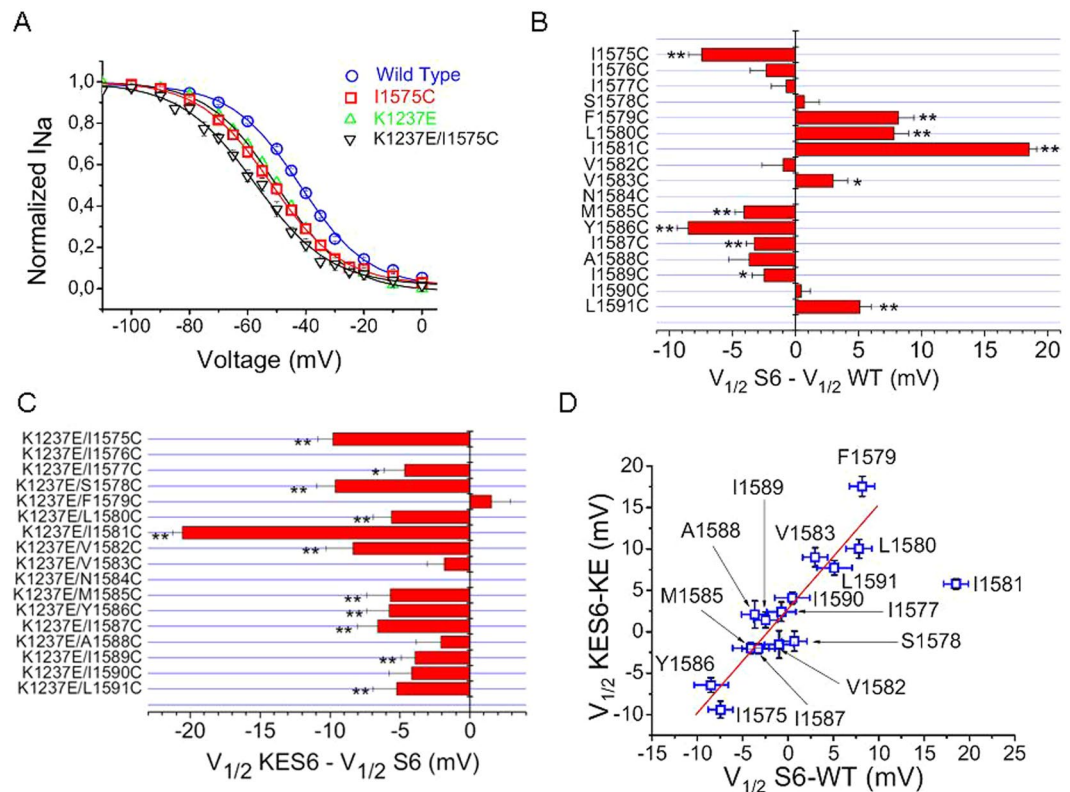 A
Normalized I_Na
1,0
0,8
0,6
0,4
0,2
0,0
Wild Type
I1575C
K1237E
K1237E/I1575C
-100 -80 -60 -40 -20 0
Voltage (mV)
B
I1575C **
I1576C
I1577C
S1578C
F1579C **
L1580C **
I1581C **
V1582C
V1583C *
N1584C
M1585C **
Y1586C **
I1587C **
A1588C
I1589C *
I1590C
L1591C **
-10 -5 0 5 10 15 20
V1/2 S6 - V1/2 WT (mV)
C
K1237E/I1575C **
K1237E/I1576C
K1237E/I1577C *
K1237E/S1578C **
K1237E/F1579C
K1237E/L1580C **
K1237E/I1581C **
K1237E/V1582C **
K1237E/V1583C
K1237E/N1584C
K1237E/M1585C **
K1237E/Y1586C **
K1237E/I1587C **
K1237E/A1588C
K1237E/I1589C **
K1237E/I1590C
K1237E/L1591C **
-20 -15 -10 -5 0
V1/2 KES6 - V1/2 S6 (mV)
D
V1/2 KES6-KE (mV)
20
15
10
5
0
-5
-10
F1579
I1589
A1588
V1583
L1580
L1591
I1581
M1585
I1590
I1577
S1578
Y1586
V1582
I1575
I1587
-15 -10 -5 0 5 10 15 20 25
V1/2 S6-WT (mV)